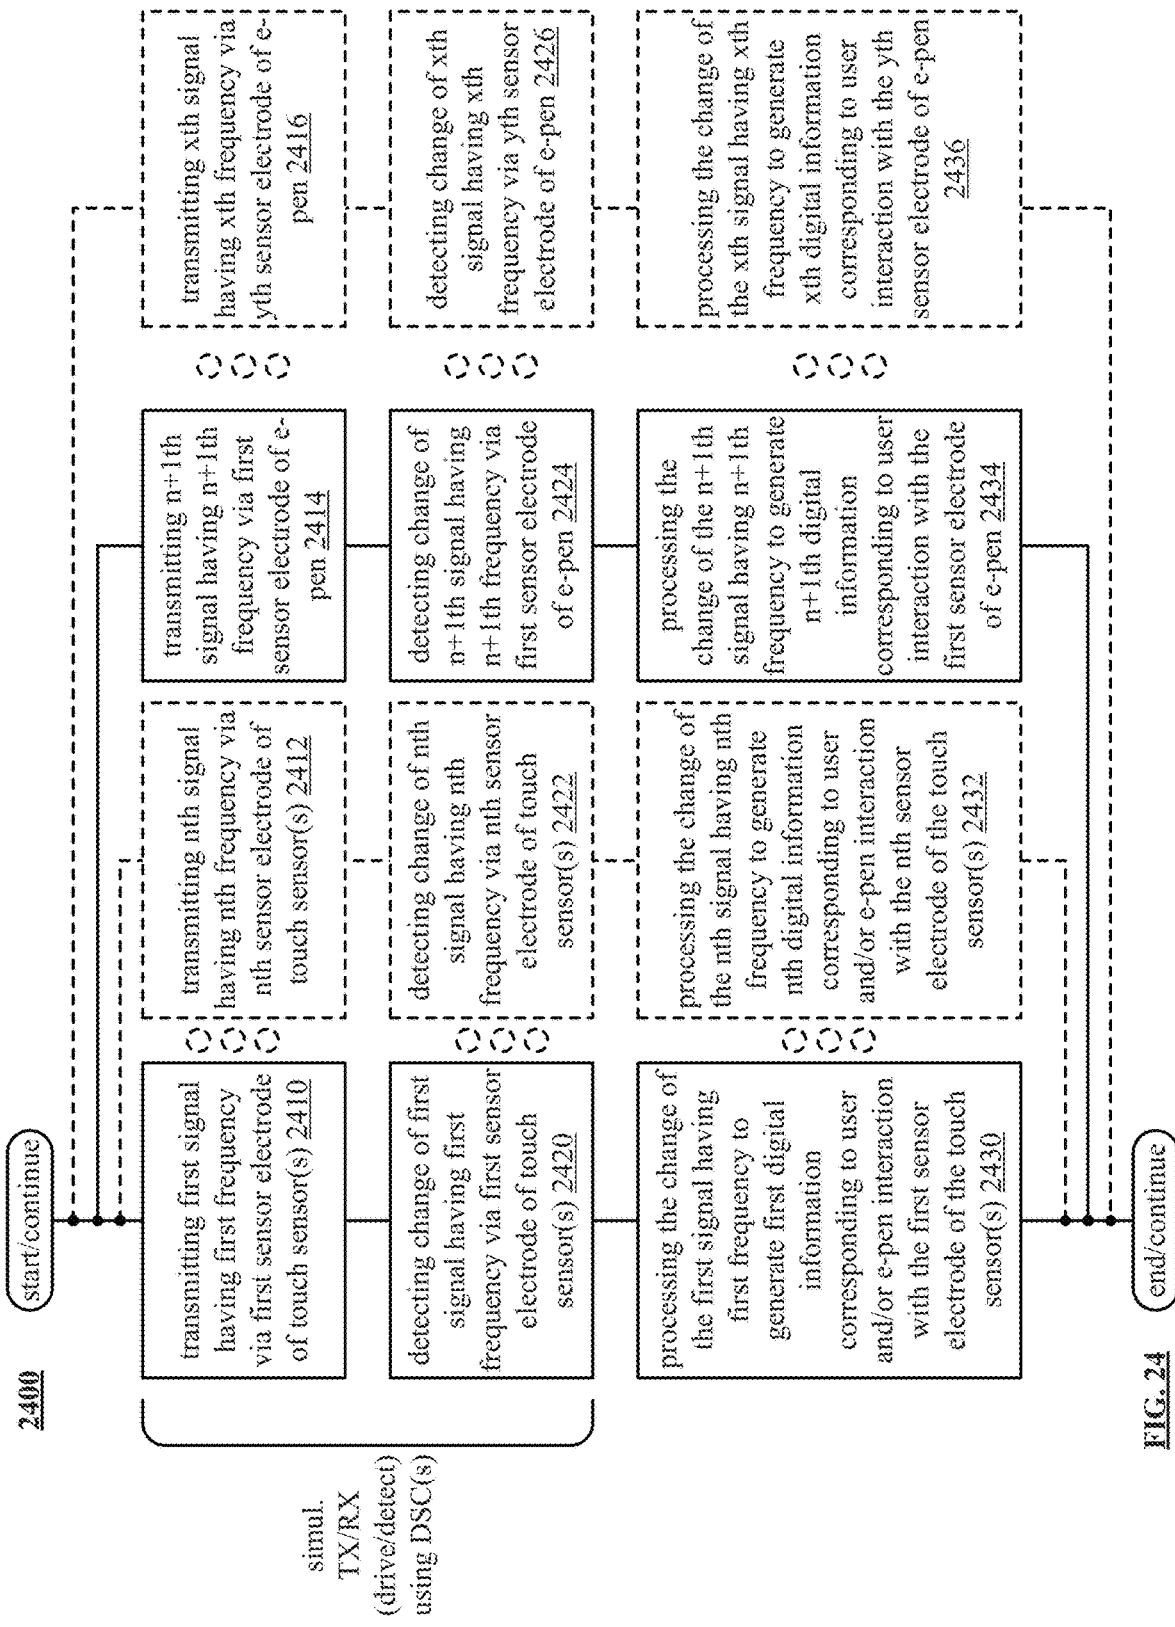 2400
start/continue
simul.
TX/RX
(drive/detect)
using DSC(s)
transmitting first signal
having first frequency
via first sensor electrode
of touch sensor(s) 2410
transmitting nth signal
having nth frequency via
nth sensor electrode of
touch sensor(s) 2412
transmitting n+1th
signal having n+1th
frequency via first
sensor electrode of e-
pen 2414
transmitting xth signal
having xth frequency via
yth sensor electrode of e-
pen 2416
detecting change of first
signal having first
frequency via first sensor
electrode of touch
sensor(s) 2420
detecting change of nth
signal having nth
frequency via nth sensor
electrode of touch
sensor(s) 2422
detecting change of
n+1th signal having
n+1th frequency via
first sensor electrode
of e-pen 2424
detecting change of xth
signal having xth
frequency via yth sensor
electrode of e-pen 2426
processing the change of
the first signal having
first frequency to
generate first digital
information
corresponding to user
and/or e-pen interaction
with the first sensor
electrode of the touch
sensor(s) 2430
processing the change of
the nth signal having nth
frequency to generate
nth digital information
corresponding to user
and/or e-pen interaction
with the nth sensor
electrode of the touch
sensor(s) 2432
processing the
change of the n+1th
signal having n+1th
frequency to generate
n+1th digital
information
corresponding to user
interaction with the
first sensor electrode
of e-pen 2434
processing the change of
the xth signal having xth
frequency to generate
xth digital information
corresponding to user
interaction with the yth
sensor electrode of e-pen
2436
end/continue
FIG. 24